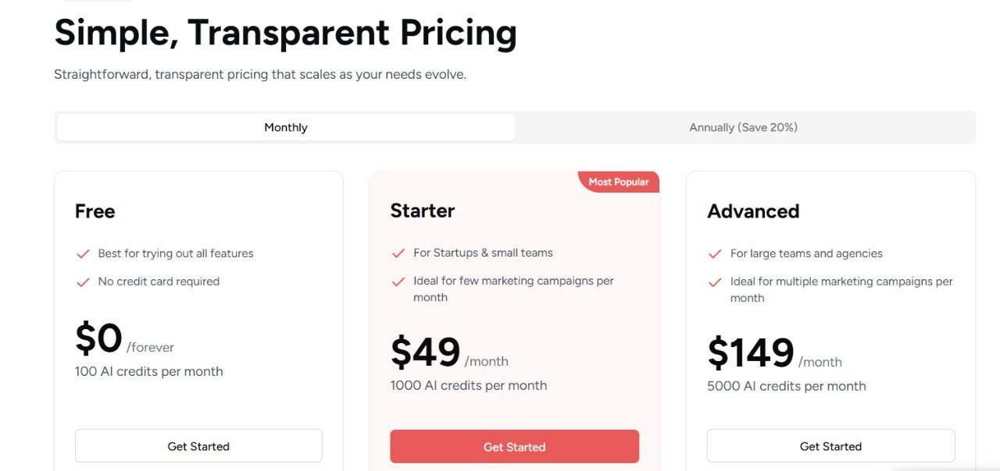 Simple, Transparent Pricing
Straightforward, transparent pricing that scales as your needs evolve.
Monthly
Annually (Save 20%)
Free
Best for trying out all features
No credit card required
$0 /forever
100 AI credits per month
Get Started
Most Popular
Starter
For Startups & small teams
Ideal for few marketing campaigns per
month
$49 /month
1000 AI credits per month
Get Started
Advanced
For large teams and agencies
Ideal for multiple marketing campaigns per
month
$149 /month
5000 AI credits per month
Get Started